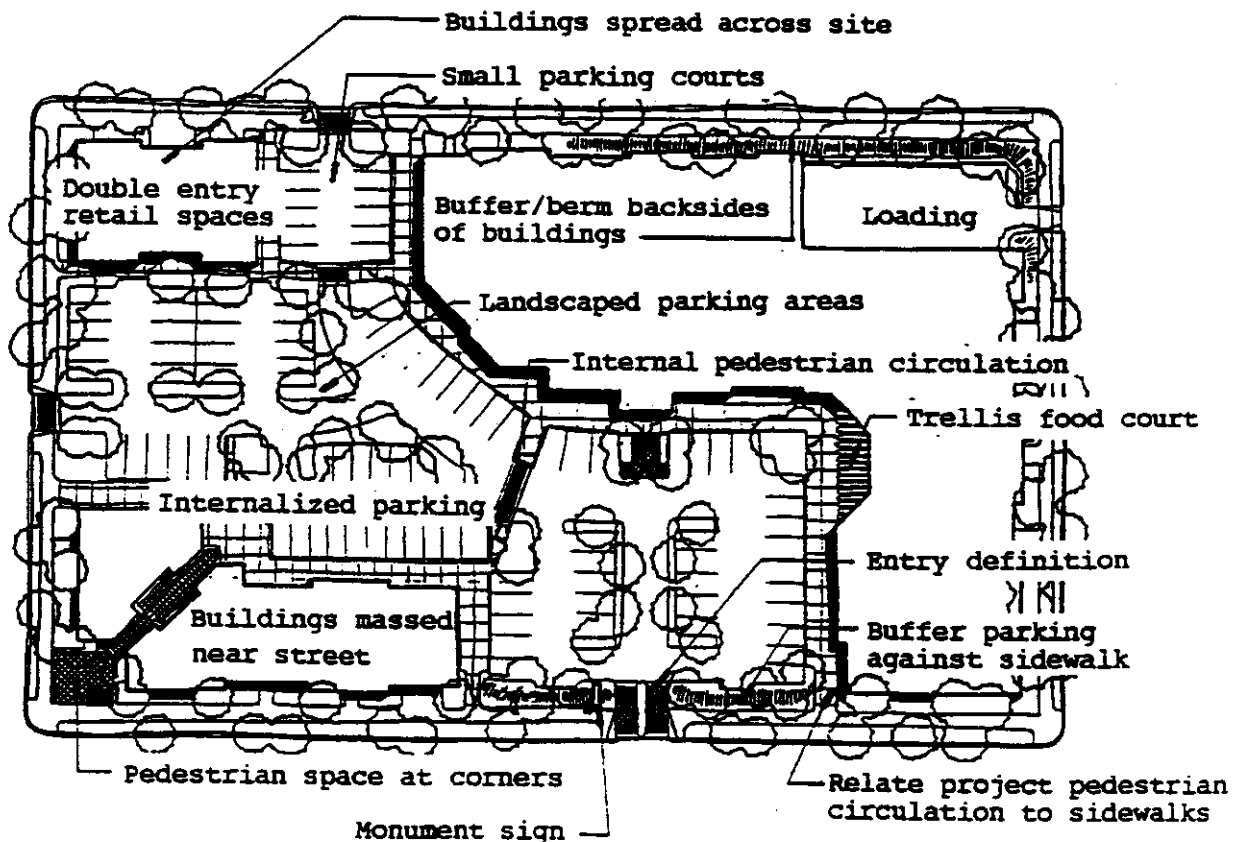 Buildings spread across site
Small parking courts
Double entry
retail spaces
Buffer/berm backsides
of buildings
Loading
Landscaped parking areas
Internal pedestrian circulation
Trellis food court
Internalized parking
Entry definition
Buildings massed
near street
Buffer parking
against sidewalk
Pedestrian space at corners
Relate project pedestrian
circulation to sidewalks
Monument sign